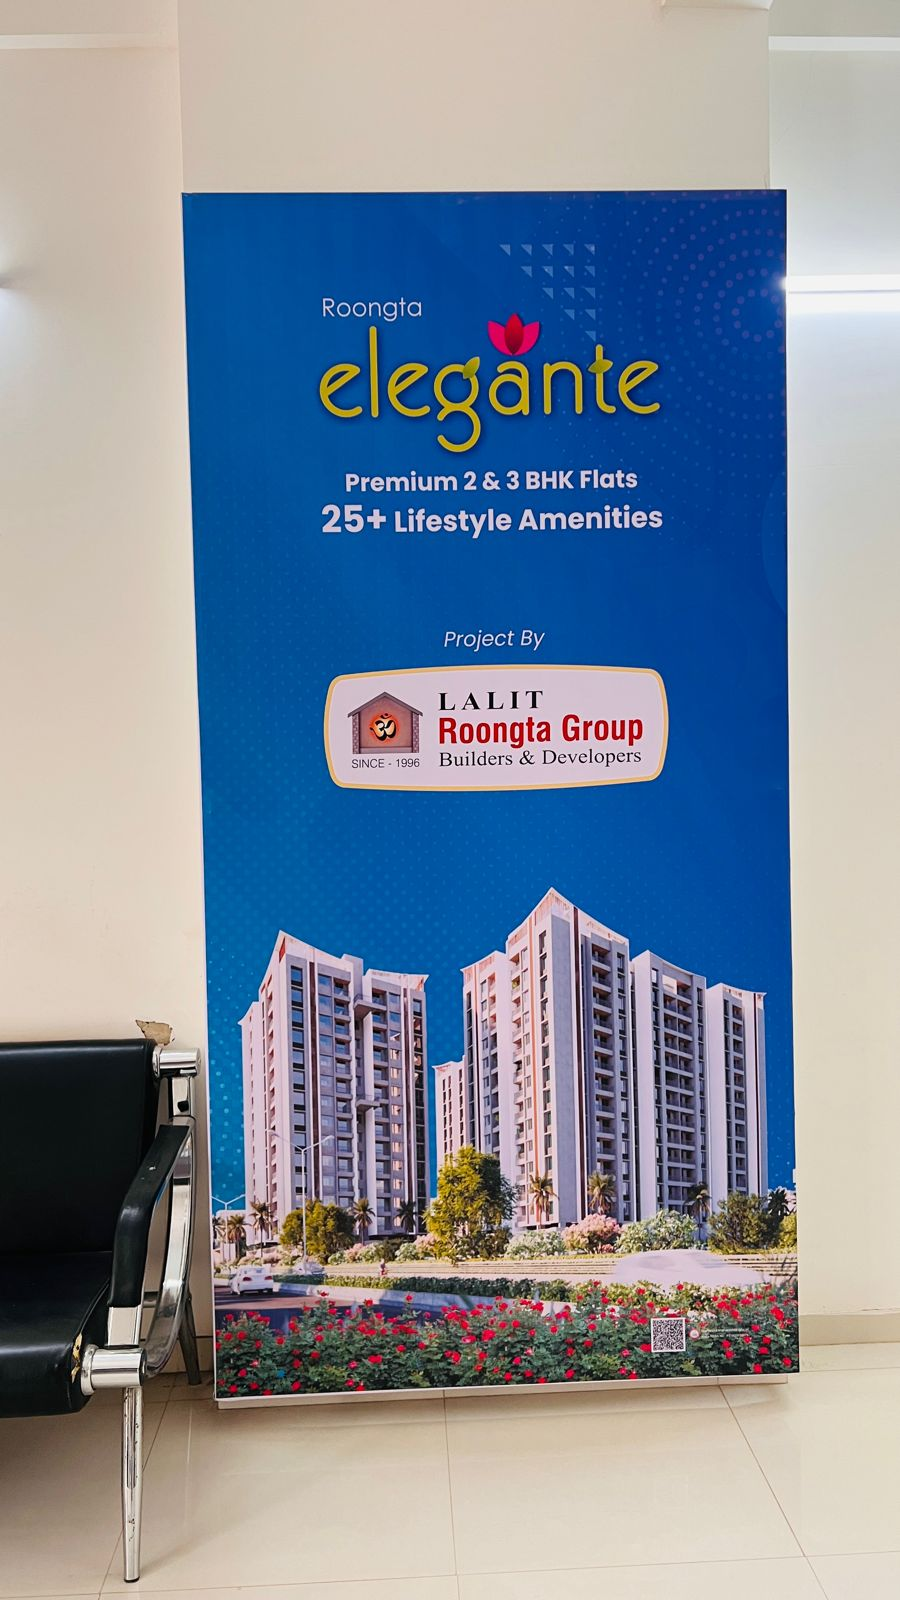 Roongta
elegante
Premium 2 & 3 BHK Flats
25+ Lifestyle Amenities
Project By
LALIT
Roongta Group
Builders & Developers
SINCE - 1996